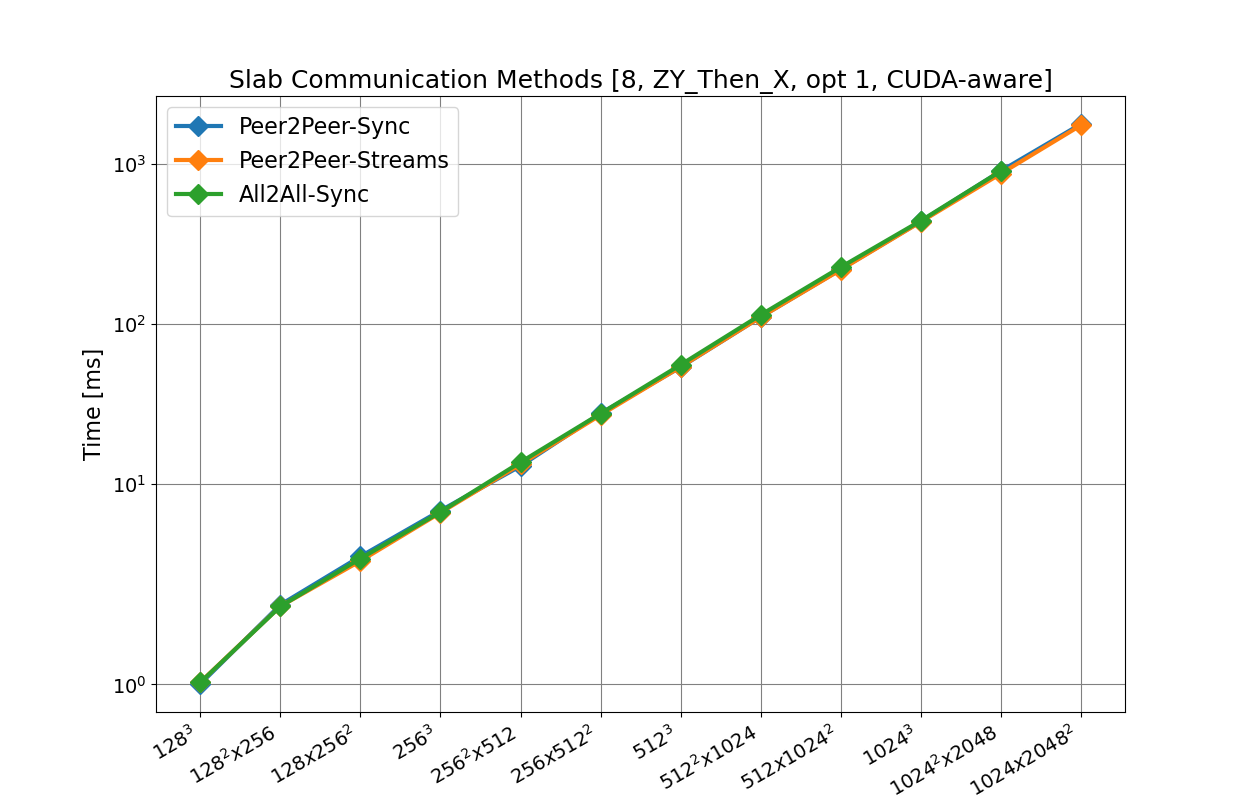 Slab Communication Methods [8, ZY_Then_X, opt 1, CUDA-aware]
Peer2Peer-Sync
Peer2Peer-Streams
All2All-Sync
Time [ms]
10³
10²
10¹
10⁰
128³
128²x256
128x256²
256³
256²x512
256x512²
512³
512²x1024
512x1024²
1024³
1024²x2048
1024x2048²